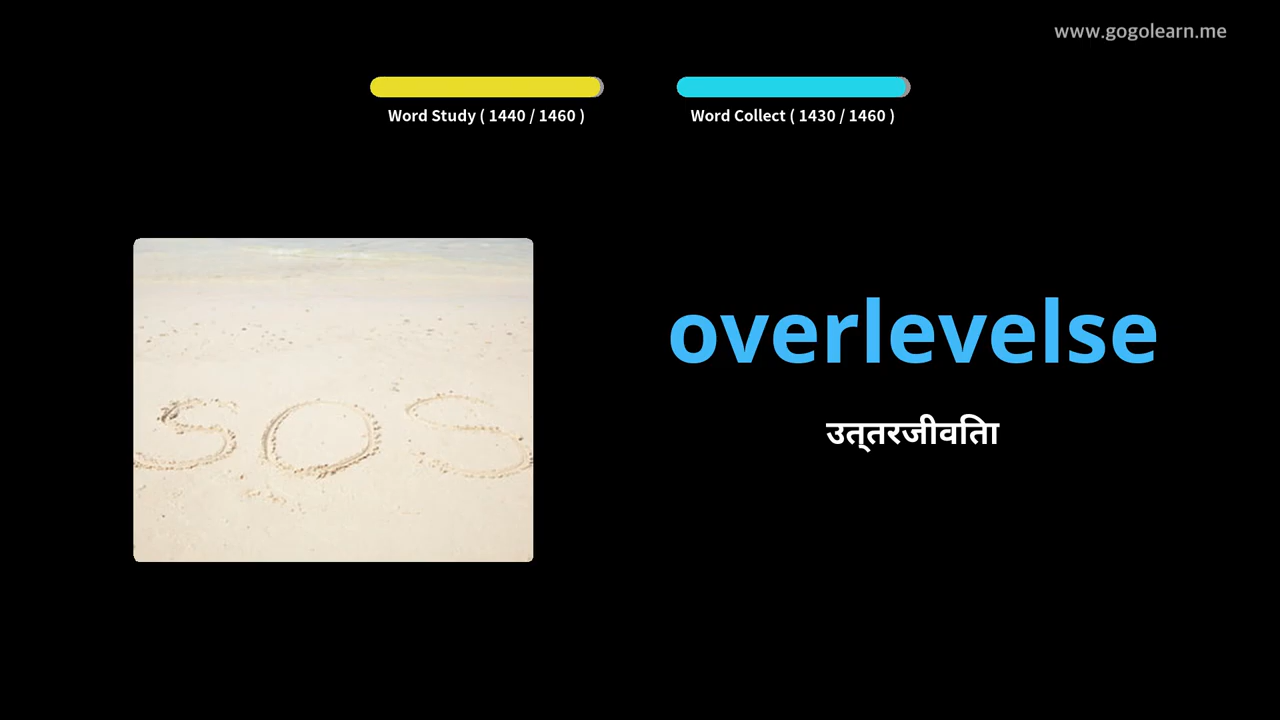 www.gogolearn.me
Word Study ( 1440 / 1460 )
Word Collect ( 1430 / 1460 )
SOS
overlevelse
उत्तरजीविता